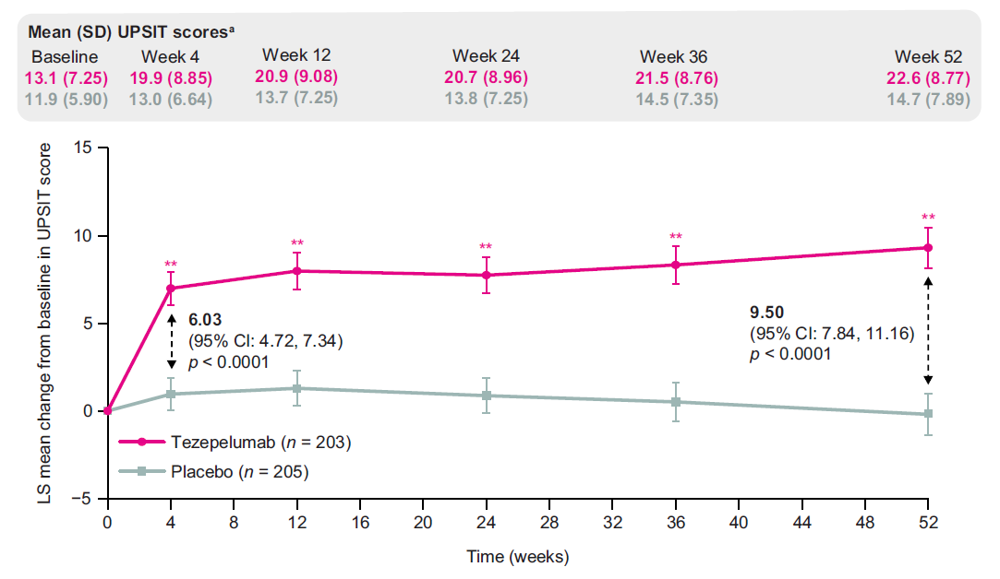 Mean (SD) UPSIT scoresᵃ
Baseline Week 4 Week 12 Week 24 Week 36 Week 52
13.1 (7.25) 19.9 (8.85) 20.9 (9.08) 20.7 (8.96) 21.5 (8.76) 22.6 (8.77)
11.9 (5.90) 13.0 (6.64) 13.7 (7.25) 13.8 (7.25) 14.5 (7.35) 14.7 (7.89)
LS mean change from baseline in UPSIT score
15
10
5
0
−5
** ** ** ** **
6.03
(95% CI: 4.72, 7.34)
p < 0.0001
9.50
(95% CI: 7.84, 11.16)
p < 0.0001
Tezepelumab (n = 203)
Placebo (n = 205)
0 4 8 12 16 20 24 28 32 36 40 44 48 52
Time (weeks)